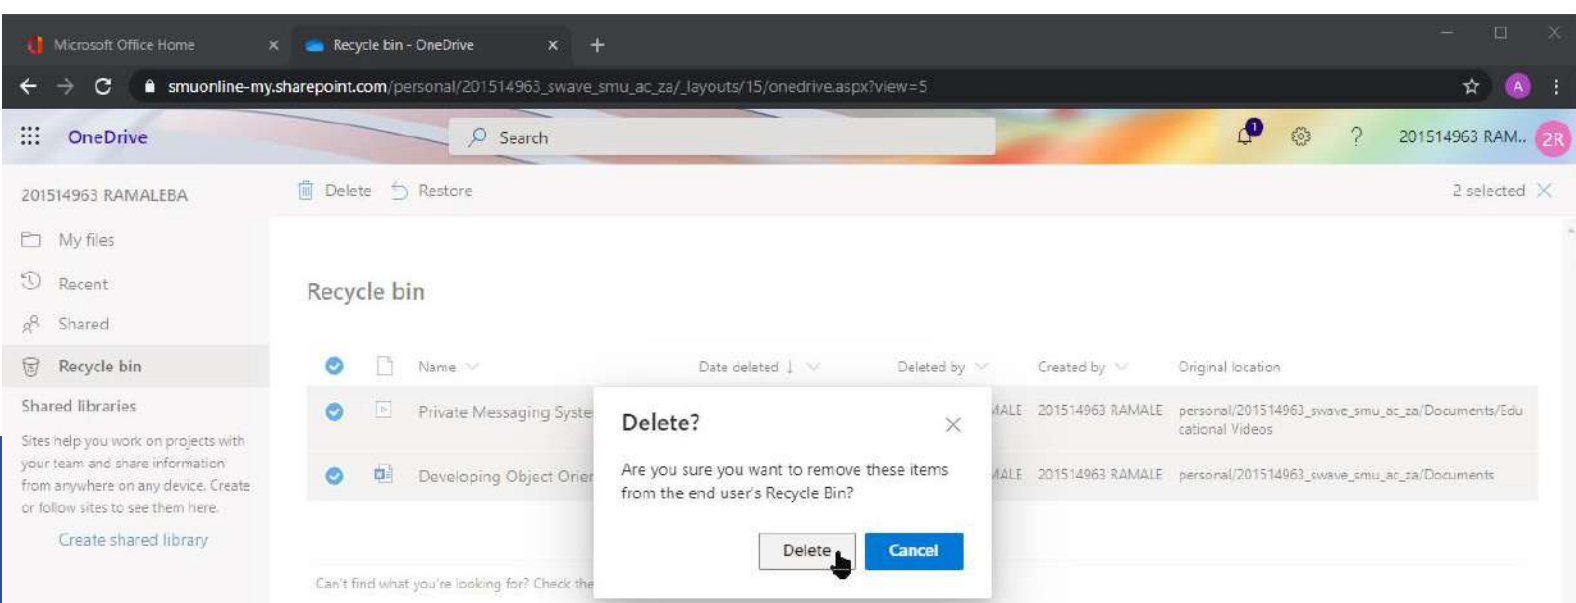 Microsoft Office Home
Recycle bin - OneDrive
smuonline-my.sharepoint.com/personal/201514963_swave_smu_ac_za/_layouts/15/onedrive.aspx?view=5
A
OneDrive
Search
1
?
201514963 RAM..
2R
201514963 RAMALEBA
Delete
Restore
2 selected
My files
Recent
Shared
Recycle bin
Shared libraries
Sites help you work on projects with
your team and share information
from anywhere on any device. Create
or follow sites to see them here.
Create shared library
Recycle bin
Name
Date deleted
Deleted by
Created by
Original location
Private Messaging Syste
MALE
201514963 RAMALE
personal/201514963_swave_smu_ac_za/Documents/Edu
cational Videos
Developing Object Orien
MALE
201514963 RAMALE
personal/201514963_swave_smu_ac_za/Documents
Delete?
Are you sure you want to remove these items
from the end user's Recycle Bin?
Delete
Cancel
Can't find what you're looking for? Check the